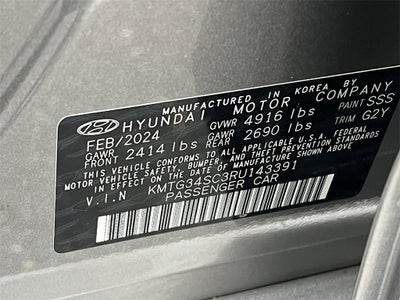 MANUFACTURED IN KOREA BY
HYUNDAI MOTOR COMPANY
FEB/2024 GVWR 4916 lbs PAINT SSS
GAWR FR 2414 lbs GAWR RR 2690 lbs TRIM G2Y
THIS VEHICLE CONFORMS TO ALL APPLICABLE U.S.A. FEDERAL
MOTOR VEHICLE SAFETY, BUMPER, AND THEFT PREVENTION STANDARDS
IN EFFECT ON THE DATE OF MANUFACTURE SHOWN ABOVE.
V.I.N KMTG34SC3RU143391
PASSENGER CAR